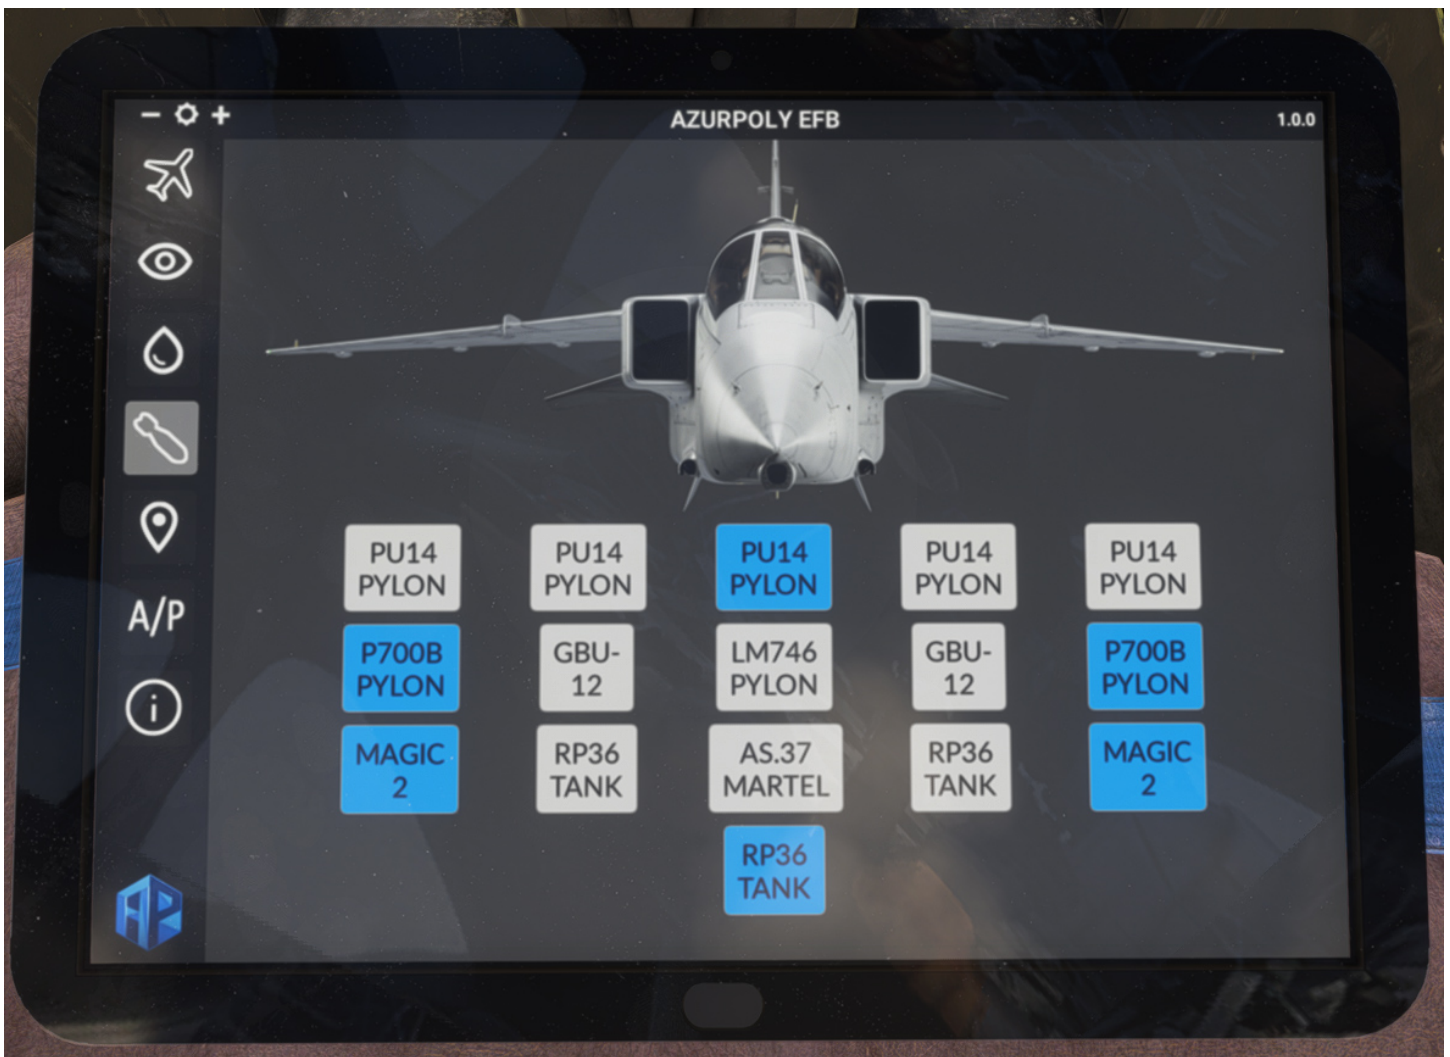 − +
AZURPOLY EFB
1.0.0
A/P
i
PU14
PYLON
PU14
PYLON
PU14
PYLON
PU14
PYLON
PU14
PYLON
P700B
PYLON
GBU-
12
LM746
PYLON
GBU-
12
P700B
PYLON
MAGIC
2
RP36
TANK
AS.37
MARTEL
RP36
TANK
MAGIC
2
RP36
TANK
AP